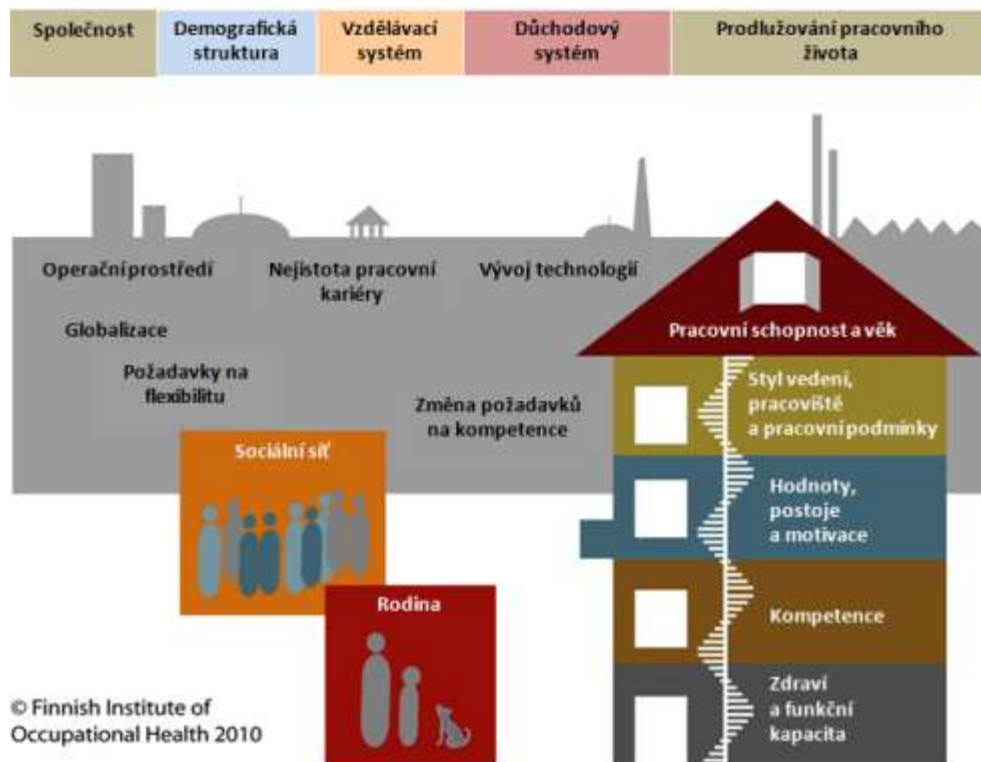 Společnost
Demografická
struktura
Vzdělávací
systém
Důchodový
systém
Prodlužování pracovního
života
Operační prostředí
Nejistota pracovní
kariéry
Vývoj technologií
Globalizace
Požadavky na
flexibilitu
Změna požadavků
na kompetence
Pracovní schopnost a věk
Styl vedení,
pracoviště
a pracovní podmínky
Sociální síť
Hodnoty,
postoje
a motivace
Rodina
Kompetence
Zdraví
a funkční
kapacita
© Finnish Institute of
Occupational Health 2010